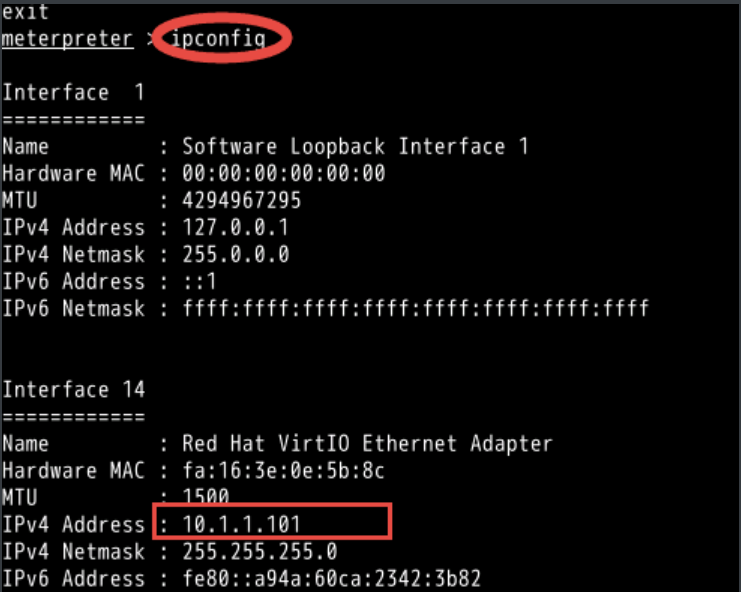 exit
meterpreter > ipconfig
Interface  1
============
Name         : Software Loopback Interface 1
Hardware MAC : 00:00:00:00:00:00
MTU          : 4294967295
IPv4 Address : 127.0.0.1
IPv4 Netmask : 255.0.0.0
IPv6 Address : ::1
IPv6 Netmask : ffff:ffff:ffff:ffff:ffff:ffff:ffff:ffff
Interface 14
============
Name         : Red Hat VirtIO Ethernet Adapter
Hardware MAC : fa:16:3e:0e:5b:8c
MTU          : 1500
IPv4 Address : 10.1.1.101
IPv4 Netmask : 255.255.255.0
IPv6 Address : fe80::a94a:60ca:2342:3b82